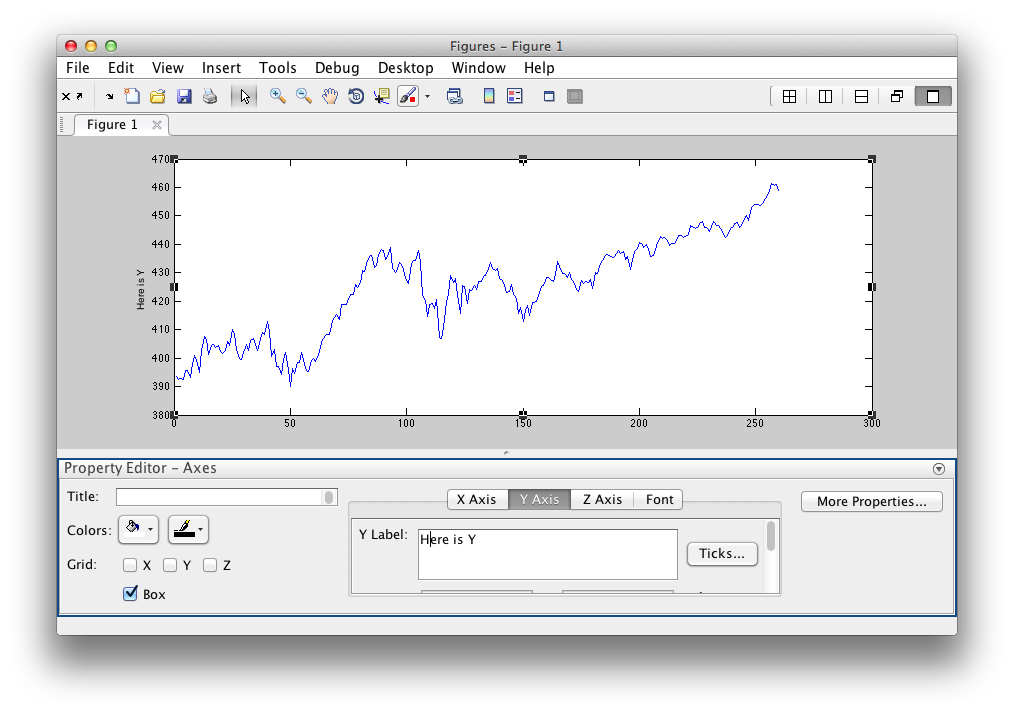 Figures - Figure 1
File Edit View Insert Tools Debug Desktop Window Help
Figure 1
470
460
450
440
430
420
410
400
390
380
Here is Y
0 50 100 150 200 250 300
Property Editor - Axes
Title:
X Axis Y Axis Z Axis Font
More Properties...
Colors:
Y Label: Here is Y
Ticks...
Grid: X Y Z
Box